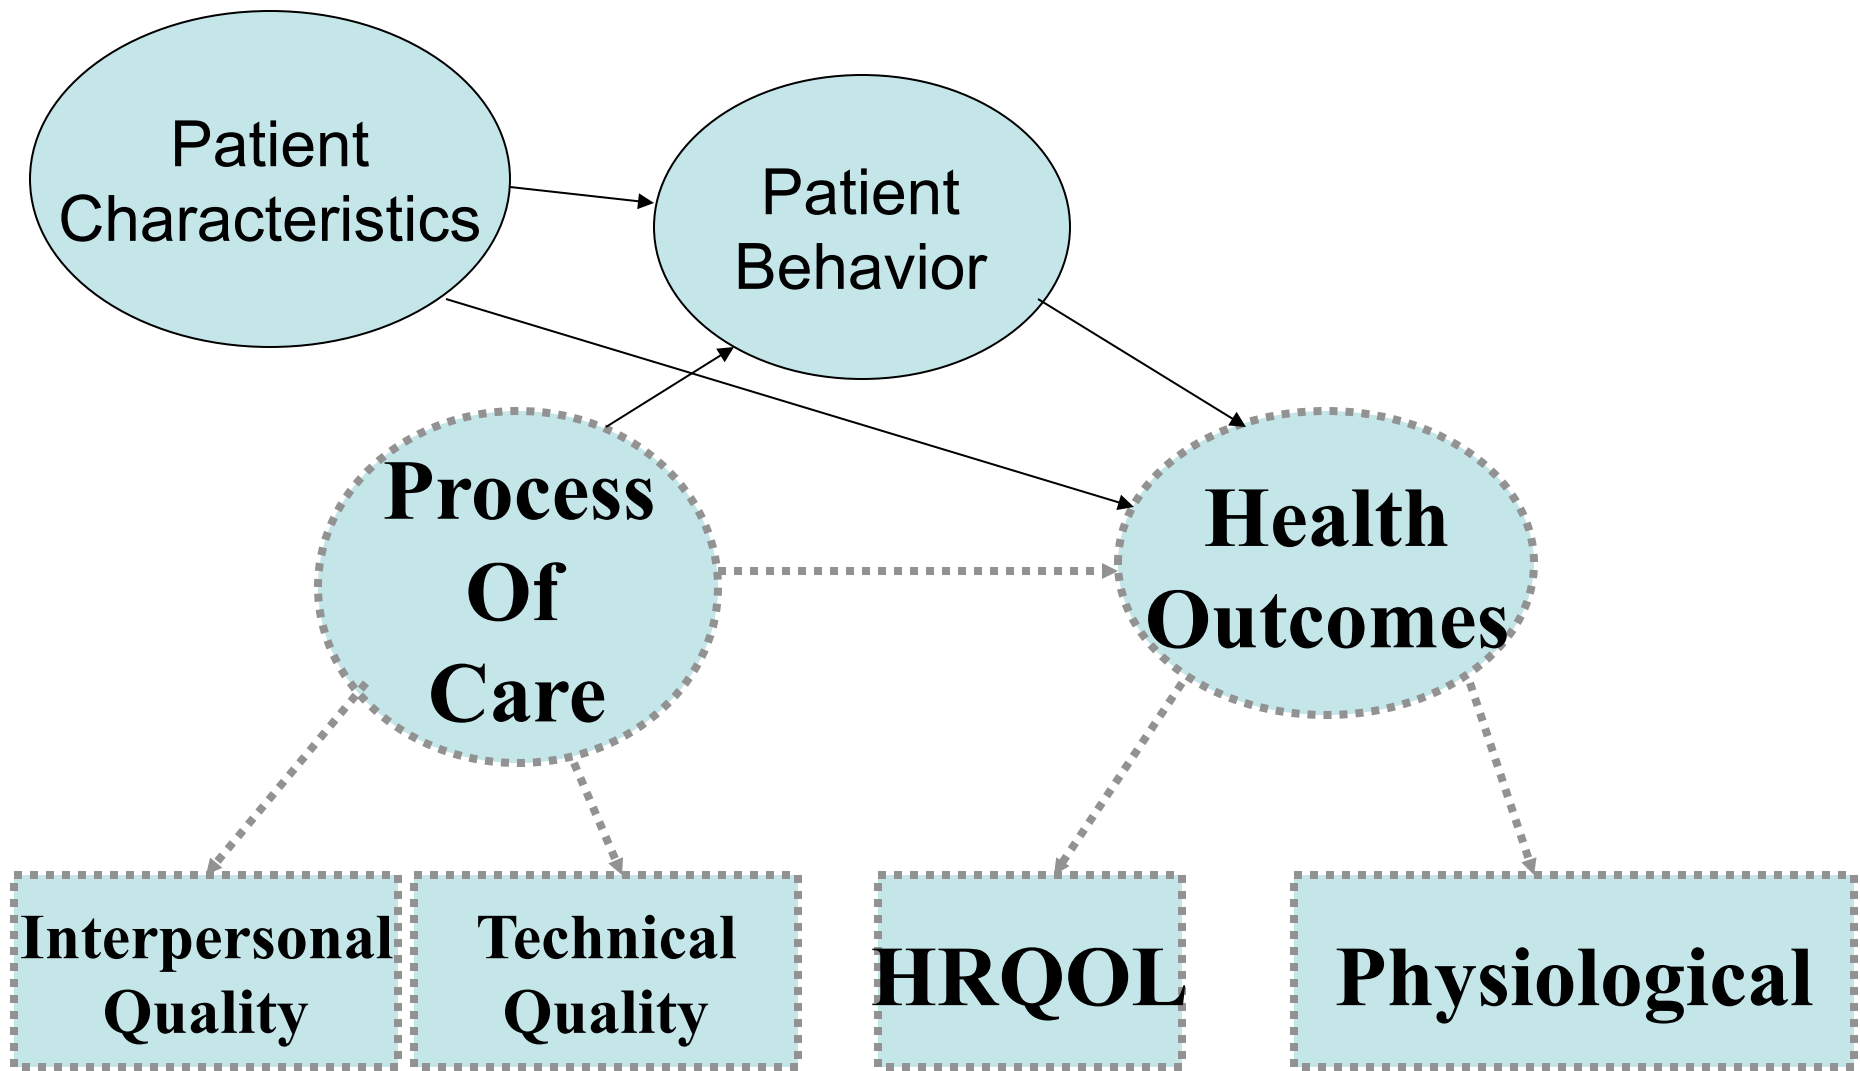 Patient
Characteristics
Patient
Behavior
Process
Of
Care
Health
Outcomes
Interpersonal
Quality
Technical
Quality
HRQOL
Physiological